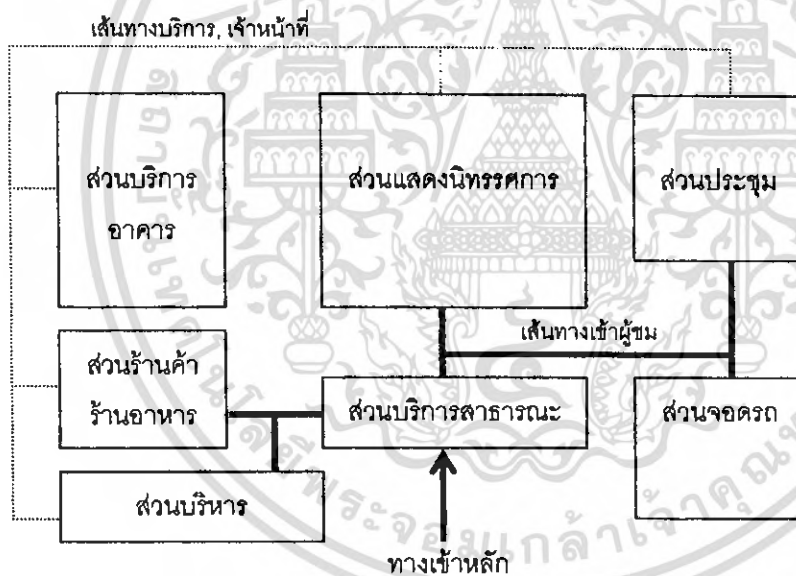 เส้นทางบริการ, เจ้าหน้าที่
ส่วนบริการ
อาคาร
ส่วนแสดงนิทรรศการ
ส่วนประชุม
เส้นทางเข้าผู้ชม
ส่วนร้านค้า
ร้านอาหาร
ส่วนบริการสาธารณะ
ส่วนจอดรถ
ส่วนบริหาร
ทางเข้าหลัก